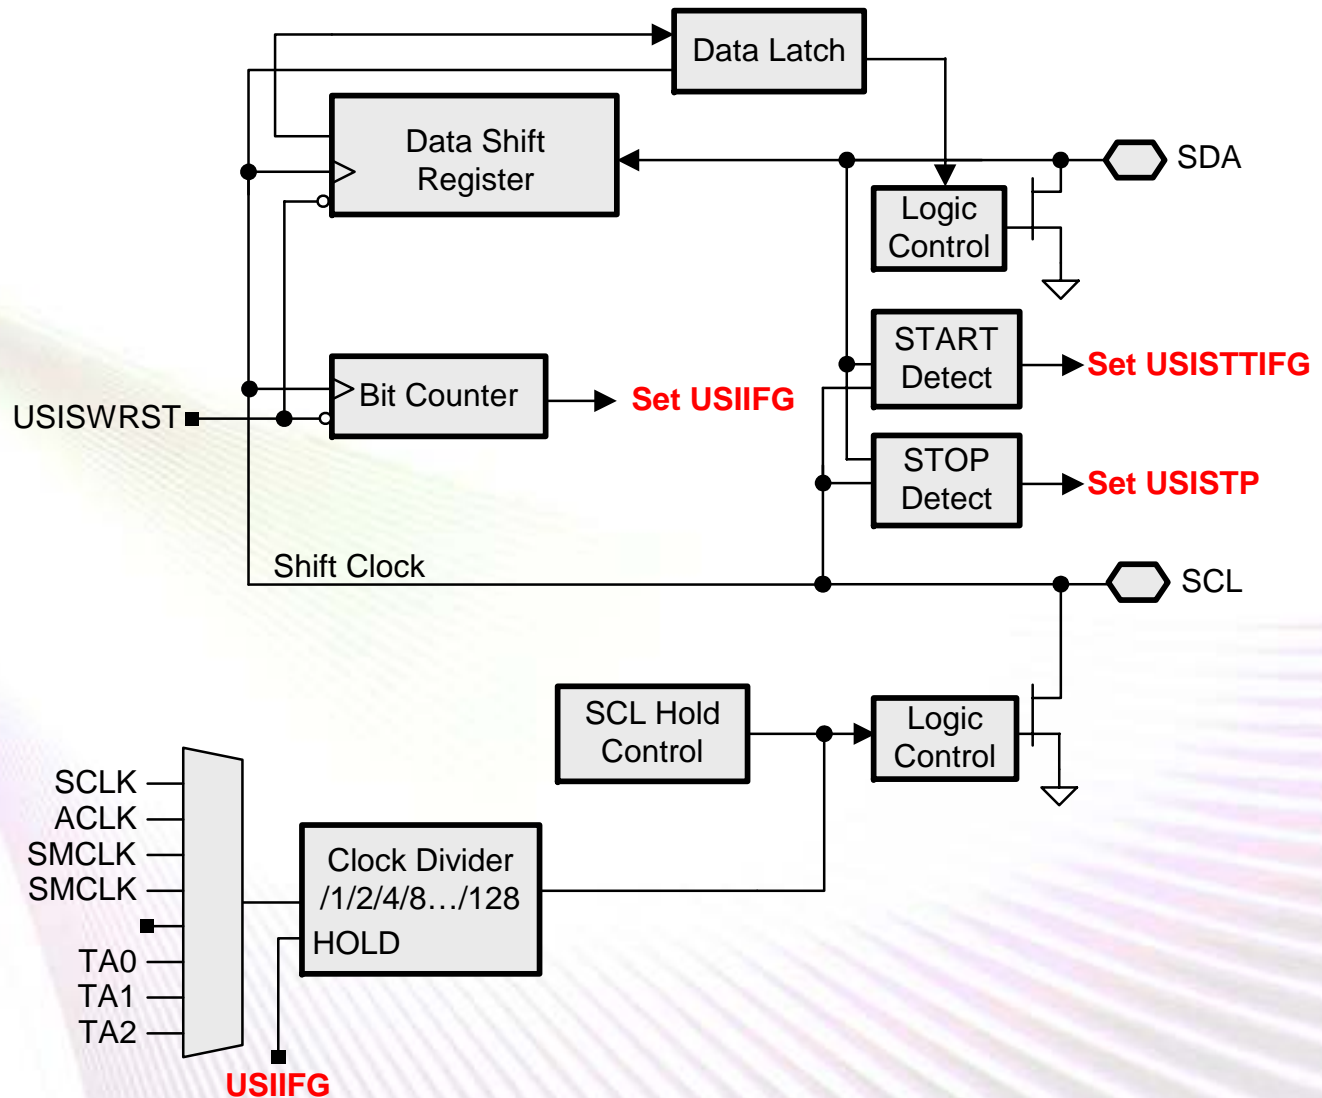 Data Latch
Data Shift
Register
SDA
Logic
Control
START
Detect
Set USISTTIFG
Bit Counter
Set USIIFG
USISWRST
STOP
Detect
Set USISTP
Shift Clock
SCL
SCL Hold
Control
Logic
Control
SCLK
ACLK
SMCLK
SMCLK
TA0
TA1
TA2
Clock Divider
/1/2/4/8…/128
HOLD
USIIFG